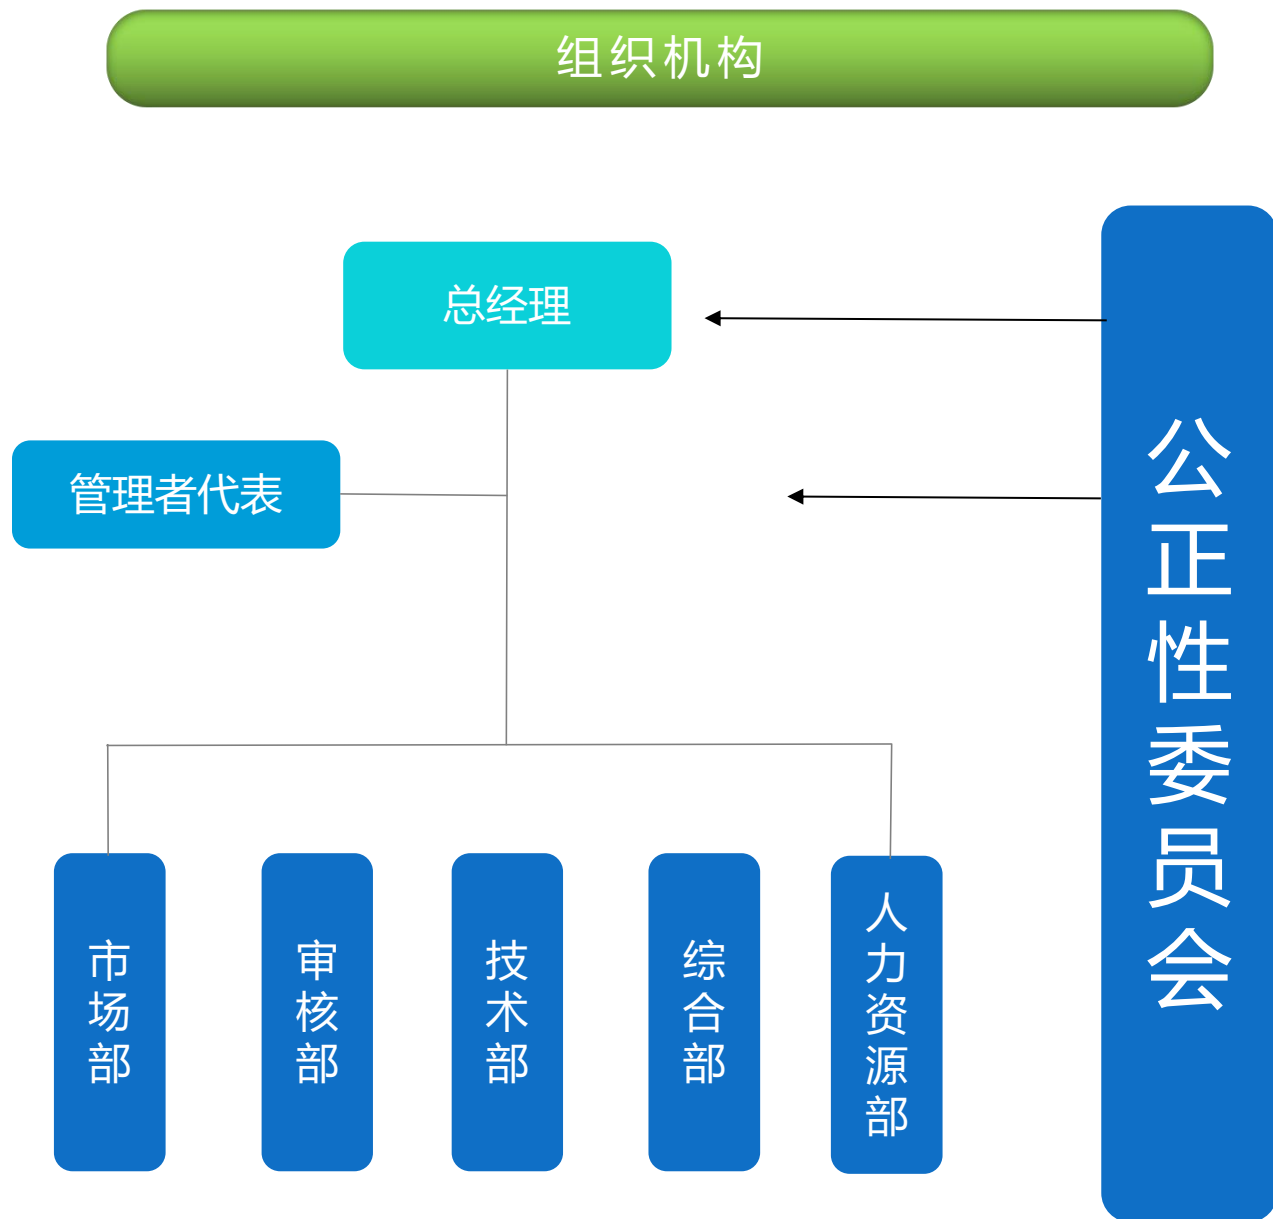 组织机构
总经理
管理者代表
公正性委员会
市场部
审核部
技术部
综合部
人力资源部